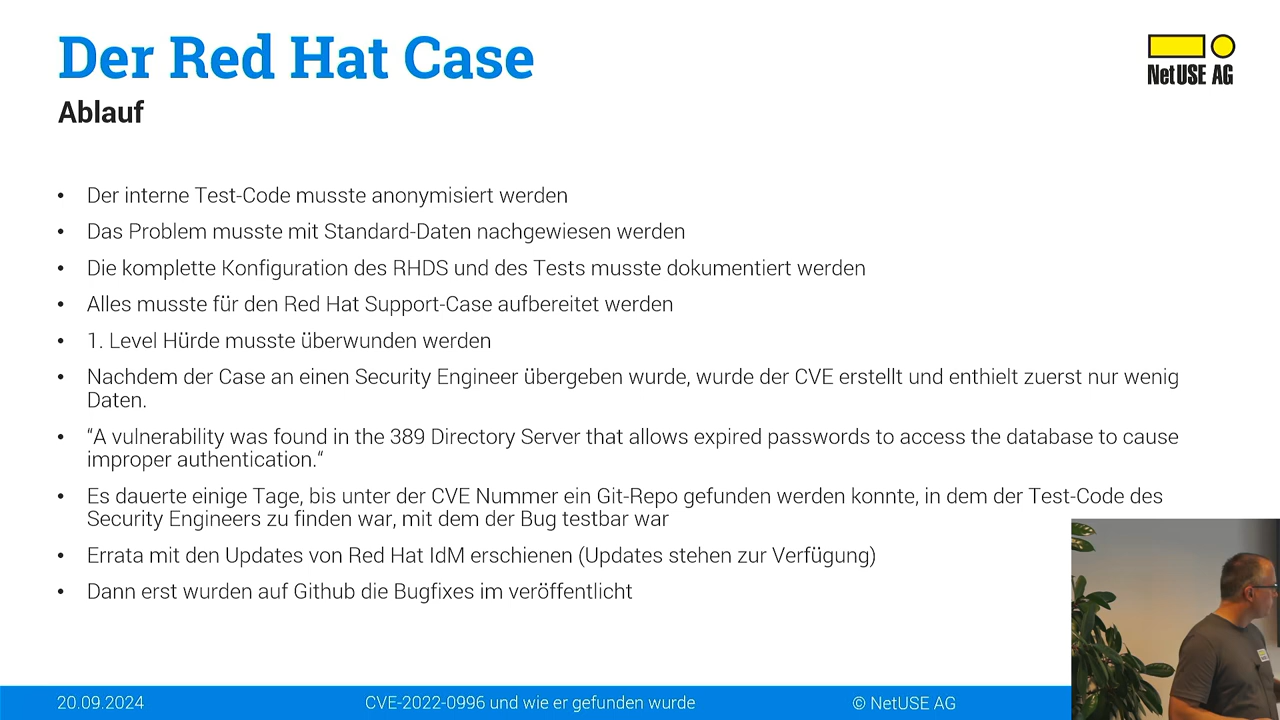 Der Red Hat Case
NetUSE AG
Ablauf
• Der interne Test-Code musste anonymisiert werden
• Das Problem musste mit Standard-Daten nachgewiesen werden
• Die komplette Konfiguration des RHDS und des Tests musste dokumentiert werden
• Alles musste für den Red Hat Support-Case aufbereitet werden
• 1. Level Hürde musste überwunden werden
• Nachdem der Case an einen Security Engineer übergeben wurde, wurde der CVE erstellt und enthielt zuerst nur wenig
Daten.
• “A vulnerability was found in the 389 Directory Server that allows expired passwords to access the database to cause
improper authentication.“
• Es dauerte einige Tage, bis unter der CVE Nummer ein Git-Repo gefunden werden konnte, in dem der Test-Code des
Security Engineers zu finden war, mit dem der Bug testbar war
• Errata mit den Updates von Red Hat IdM erschienen (Updates stehen zur Verfügung)
• Dann erst wurden auf Github die Bugfixes im veröffentlicht
20.09.2024
CVE-2022-0996 und wie er gefunden wurde
© NetUSE AG